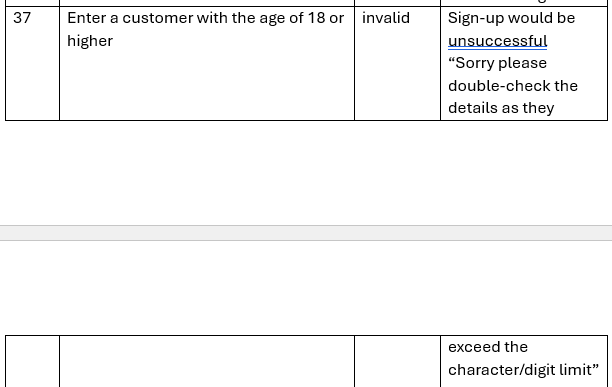 37 Enter a customer with the age of 18 or higher invalid Sign-up would be
unsuccessful
“Sorry please
double-check the
details as they
exceed the
character/digit limit”